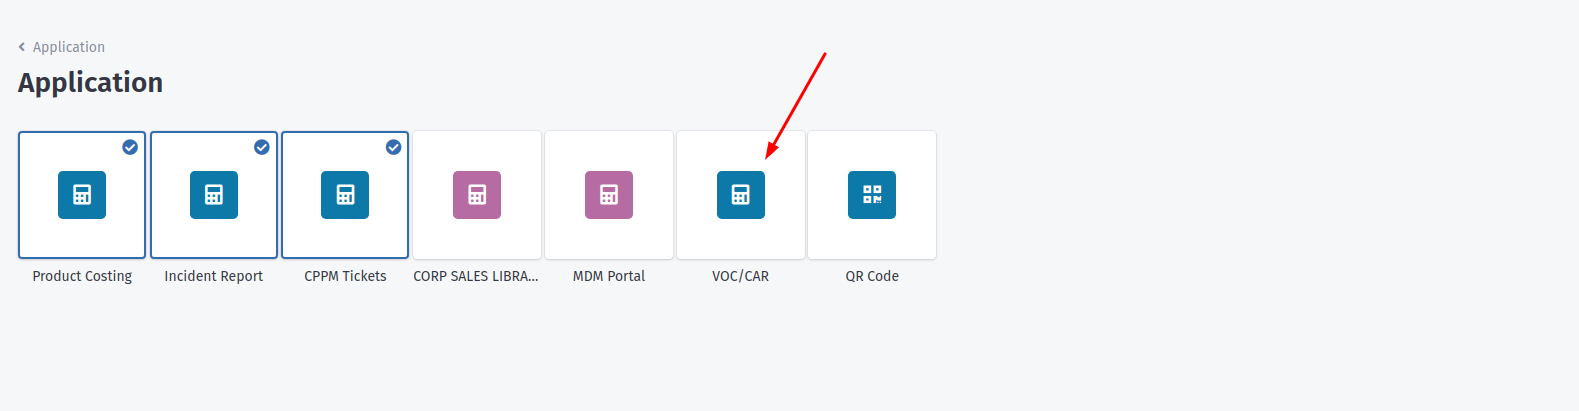 Application
Application
Product Costing
Incident Report
CPPM Tickets
CORP SALES LIBRA...
MDM Portal
VOC/CAR
QR Code